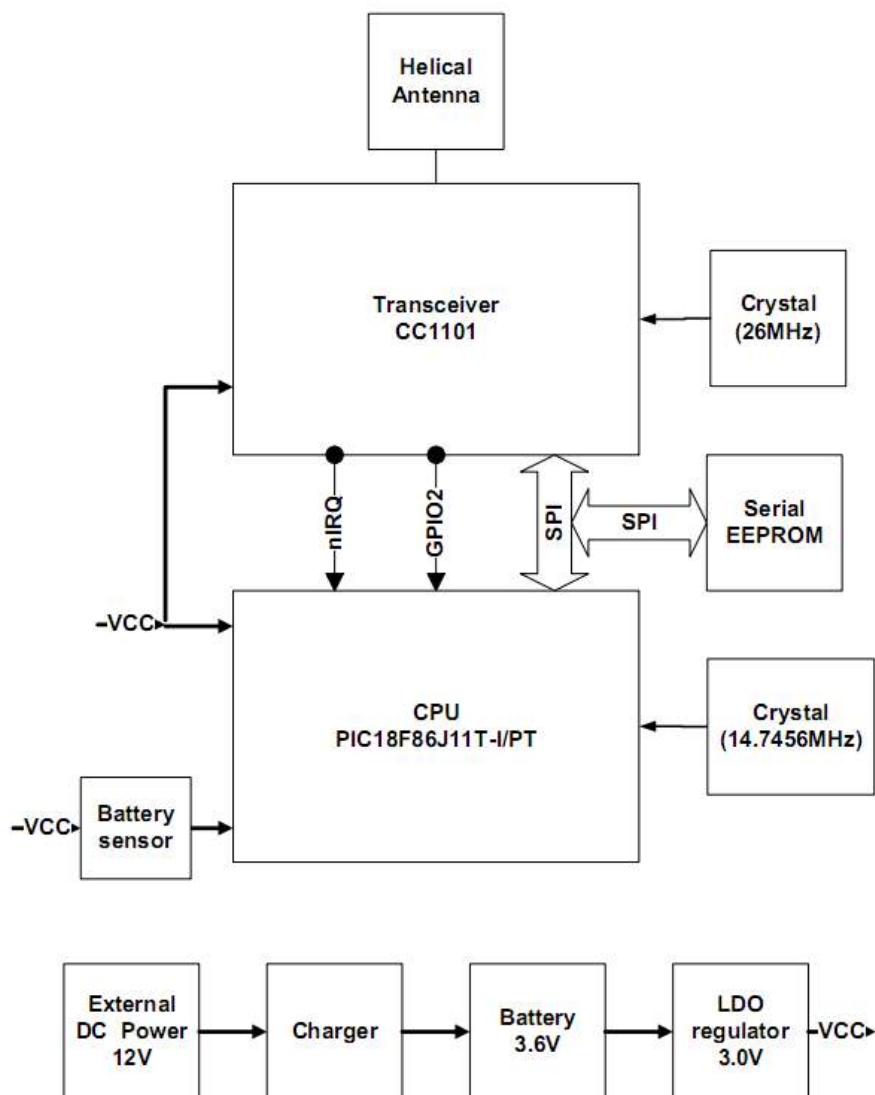 Helical
Antenna
Transceiver
CC1101
Crystal
(26MHz)
nIRQ
GPIO2
SPI
SPI
Serial
EEPROM
VCC
CPU
PIC18F86J11T-I/PT
Crystal
(14.7456MHz)
VCC
Battery
sensor
External
DC Power
12V
Charger
Battery
3.6V
LDO
regulator
3.0V
VCC